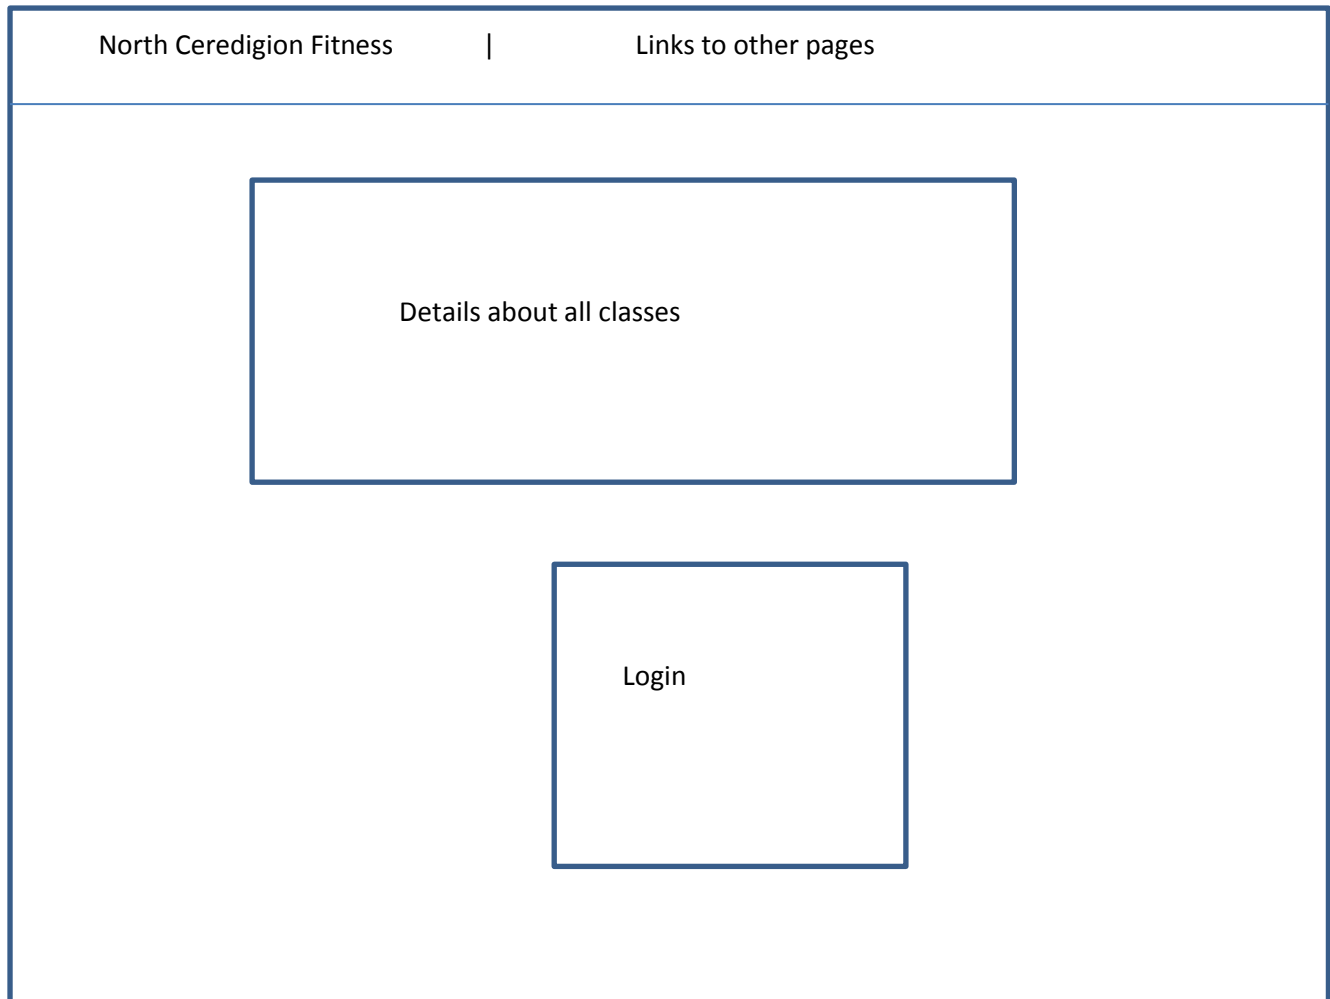 North Ceredigion Fitness | Links to other pages
Details about all classes
Login